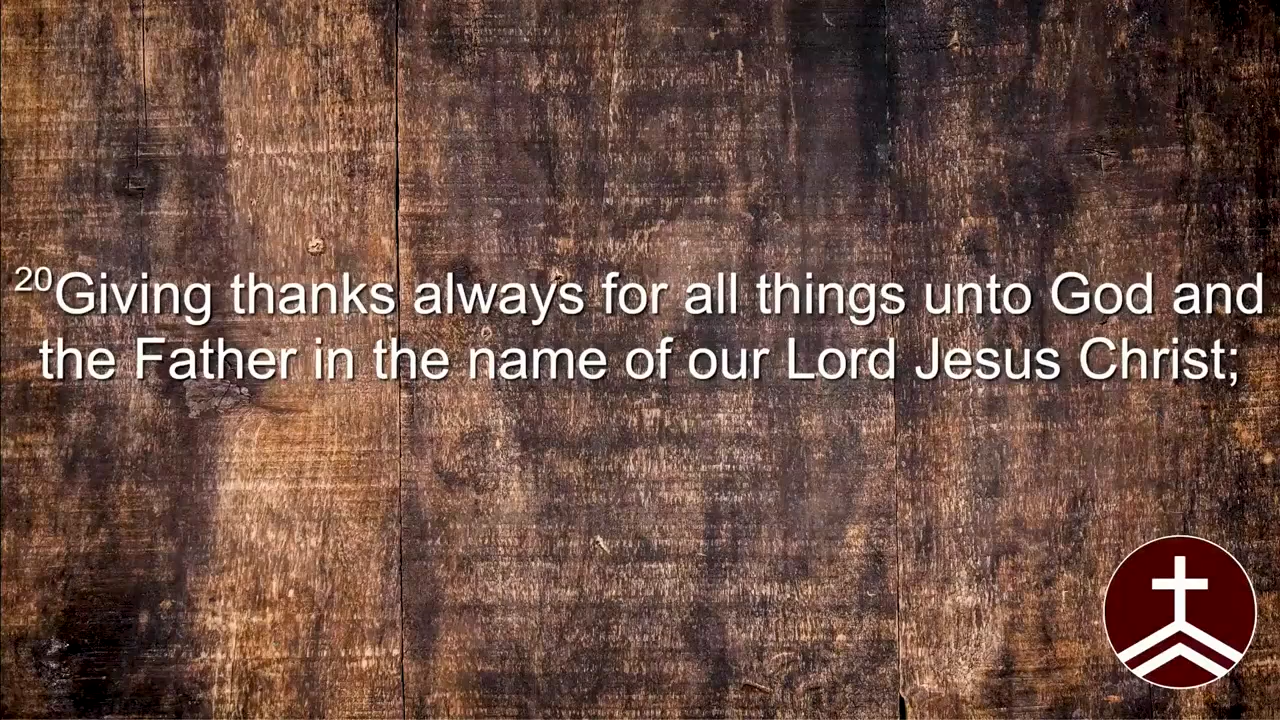 20Giving thanks always for all things unto God and
the Father in the name of our Lord Jesus Christ;